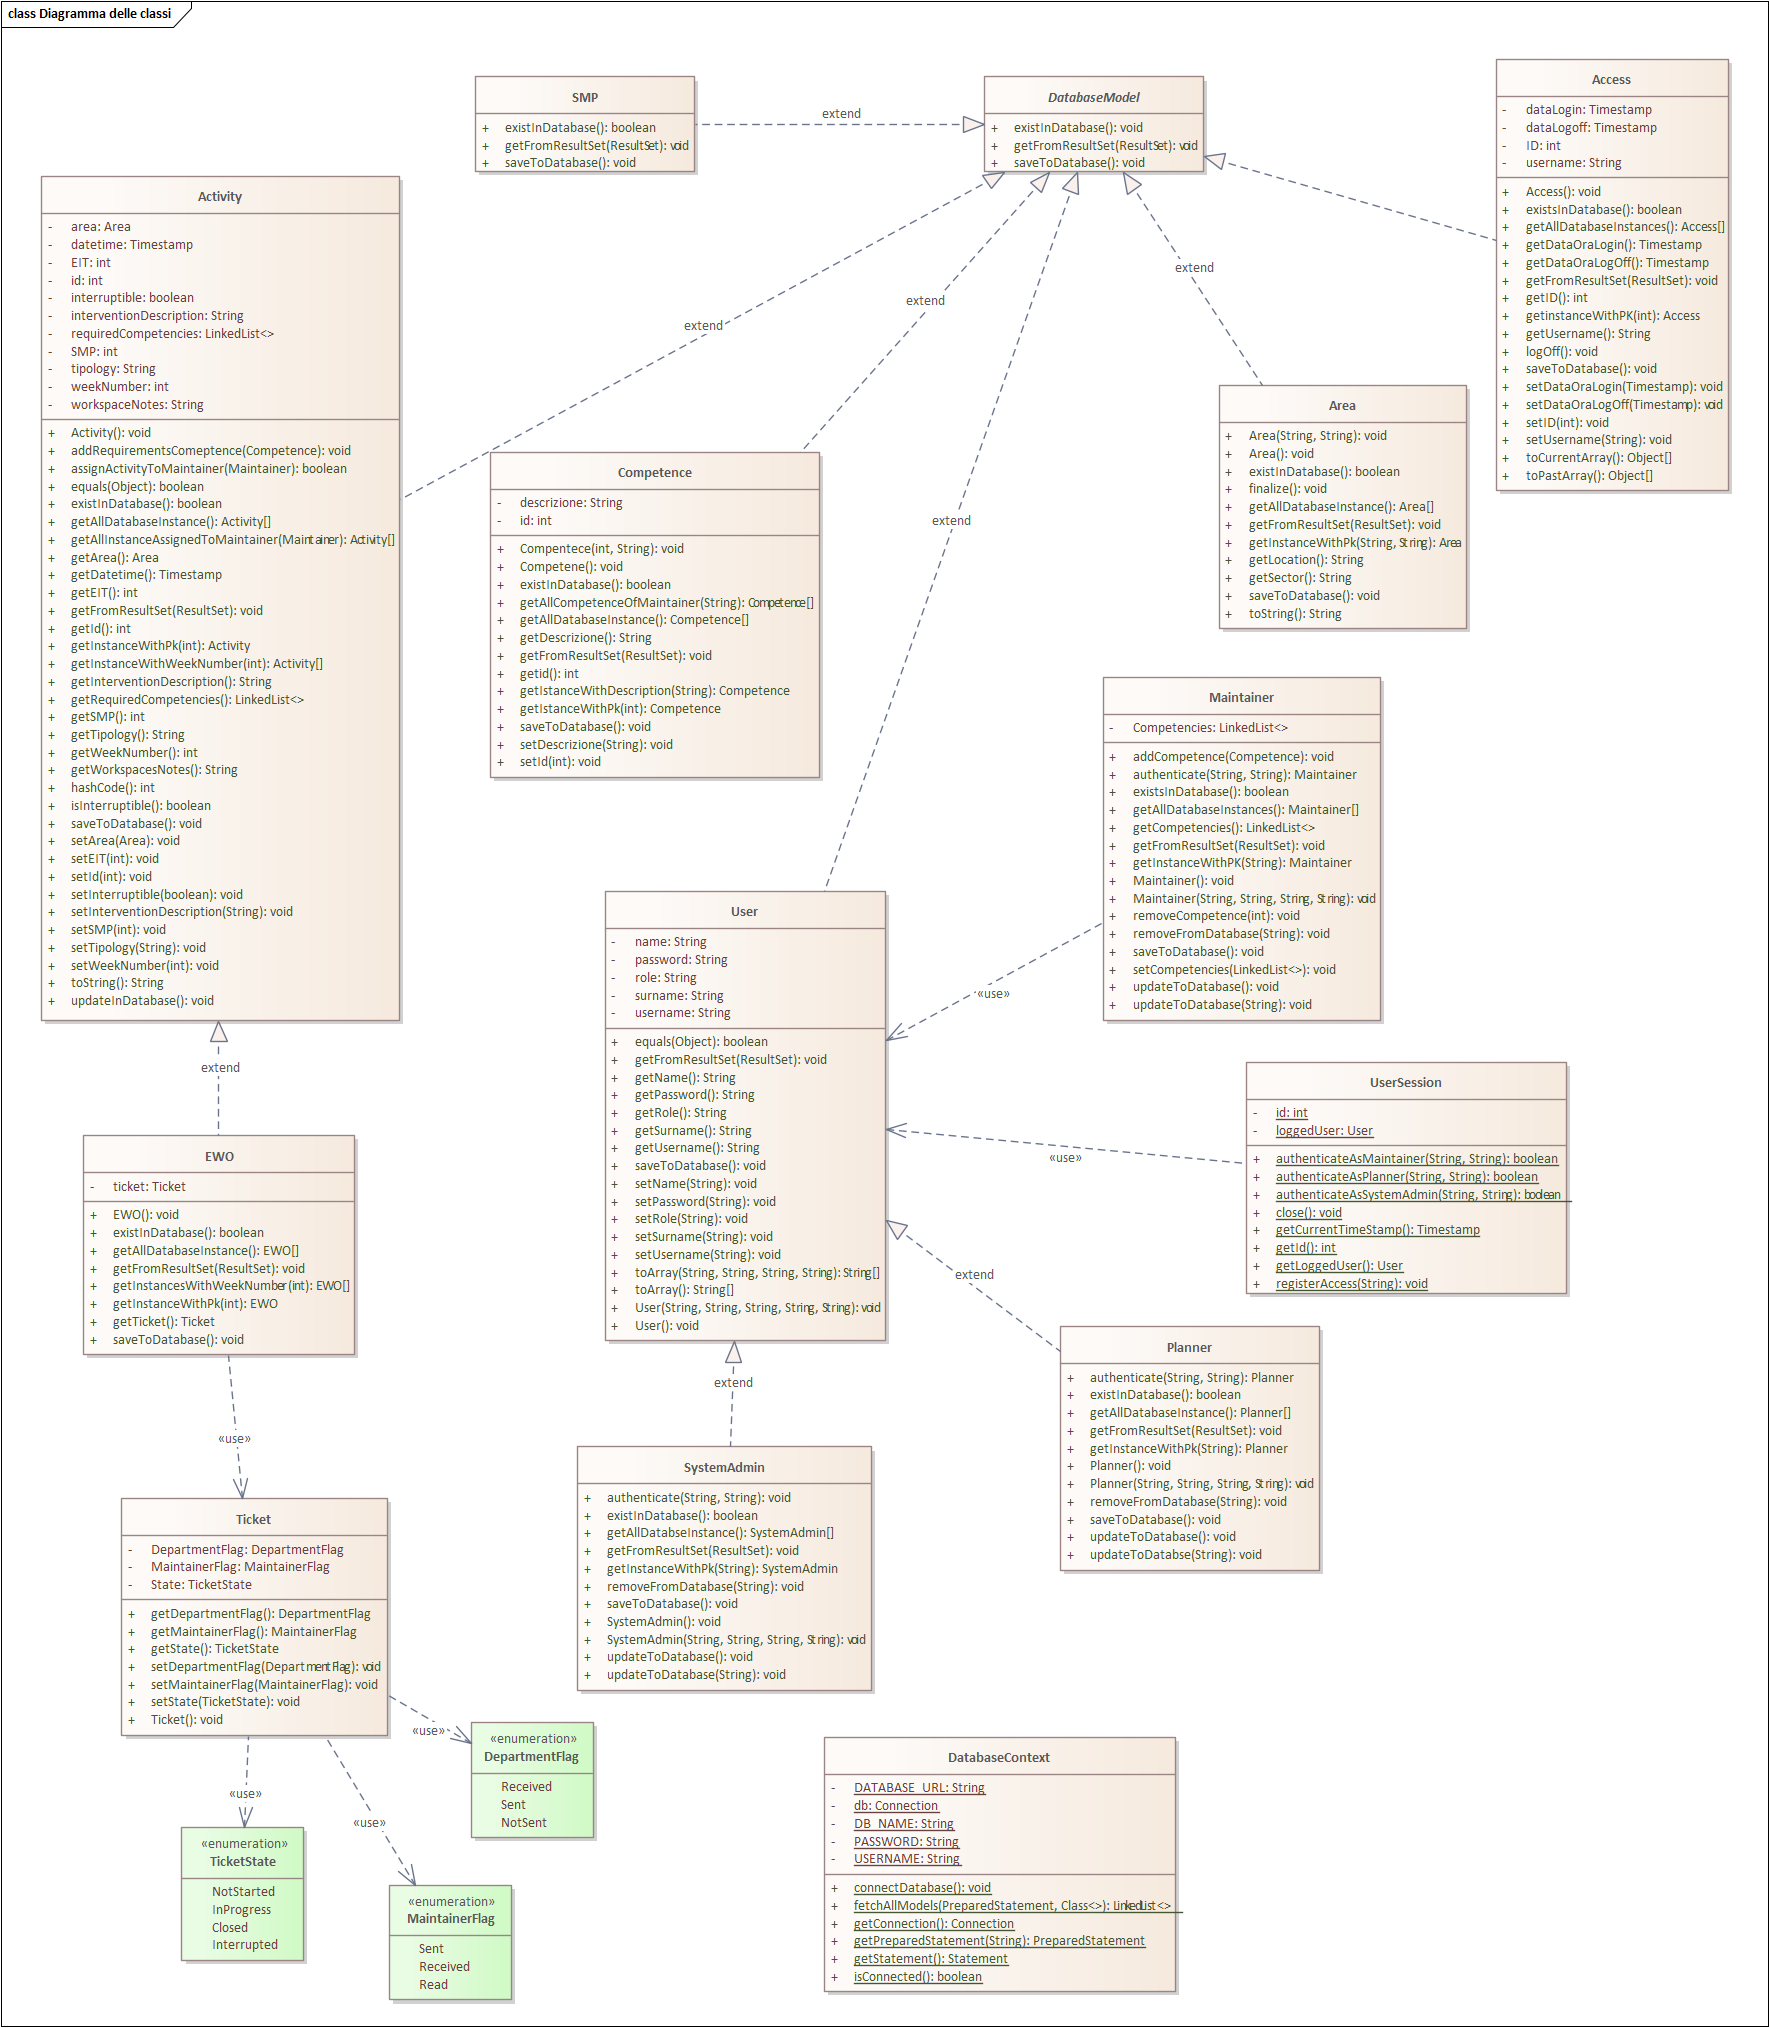 class Diagramma delle classi
SMP
+ existInDatabase(): boolean
+ getFromResultSet(ResultSet): void
+ saveToDatabase(): void
extend
DatabaseModel
+ existInDatabase(): void
+ getFromResultSet(ResultSet): void
+ saveToDatabase(): void
Access
- dataLogin: Timestamp
- dataLogoff: Timestamp
- ID: int
- username: String
+ Access(): void
+ existsInDatabase(): boolean
+ getAllDatabaseInstances(): Access[]
+ getDataOraLogin(): Timestamp
+ getDataOraLogOff(): Timestamp
+ getFromResultSet(ResultSet): void
+ getID(): int
+ getinstanceWithPK(int): Access
+ getUsername(): String
+ logOff(): void
+ saveToDatabase(): void
+ setDataOraLogin(Timestamp): void
+ setDataOraLogOff(Timestamp): void
+ setID(int): void
+ setUsername(String): void
+ toCurrentArray(): Object[]
+ toPastArray(): Object[]
Activity
- area: Area
- datetime: Timestamp
- EIT: int
- id: int
- interruptible: boolean
- interventionDescription: String
- requiredCompetencies: LinkedList<>
- SMP: int
- tipology: String
- weekNumber: int
- workspaceNotes: String
+ Activity(): void
+ addRequirementsComeptence(Competence): void
+ assignActivityToMaintainer(Maintainer): boolean
+ equals(Object): boolean
+ existInDatabase(): boolean
+ getAllDatabaseInstance(): Activity[]
+ getAllInstanceAssignedToMaintainer(Maintainer): Activity[]
+ getArea(): Area
+ getDatetime(): Timestamp
+ getEIT(): int
+ getFromResultSet(ResultSet): void
+ getId(): int
+ getInstanceWithPk(int): Activity
+ getInstanceWithWeekNumber(int): Activity[]
+ getInterventionDescription(): String
+ getRequiredCompetencies(): LinkedList<>
+ getSMP(): int
+ getTipology(): String
+ getWeekNumber(): int
+ getWorkspacesNotes(): String
+ hashCode(): int
+ isInterruptible(): boolean
+ saveToDatabase(): void
+ setArea(Area): void
+ setEIT(int): void
+ setId(int): void
+ setInterruptible(boolean): void
+ setInterventionDescription(String): void
+ setSMP(int): void
+ setTipology(String): void
+ setWeekNumber(int): void
+ toString(): String
+ updateInDatabase(): void
extend
extend
extend
extend
Competence
- descrizione: String
- id: int
+ Compentece(int, String): void
+ Competene(): void
+ existInDatabase(): boolean
+ getAllCompetenceOfMaintainer(String): Competence[]
+ getAllDatabaseInstance(): Competence[]
+ getDescrizione(): String
+ getFromResultSet(ResultSet): void
+ getid(): int
+ getIstanceWithDescription(String): Competence
+ getIstanceWithPk(int): Competence
+ saveToDatabase(): void
+ setDescrizione(String): void
+ setId(int): void
Area
+ Area(String, String): void
+ Area(): void
+ existInDatabase(): boolean
+ finalize(): void
+ getAllDatabaseInstance(): Area[]
+ getFromResultSet(ResultSet): void
+ getInstanceWithPk(String, String): Area
+ getLocation(): String
+ getSector(): String
+ saveToDatabase(): void
+ toString(): String
Maintainer
- Competencies: LinkedList<>
+ addCompetence(Competence): void
+ authenticate(String, String): Maintainer
+ existsInDatabase(): boolean
+ getAllDatabaseInstances(): Maintainer[]
+ getCompetencies(): LinkedList<>
+ getFromResultSet(ResultSet): void
+ getInstanceWithPK(String): Maintainer
+ Maintainer(): void
+ Maintainer(String, String, String, String): void
+ removeCompetence(int): void
+ removeFromDatabase(String): void
+ saveToDatabase(): void
+ setCompetencies(LinkedList<>): void
+ updateToDatabase(): void
+ updateToDatabase(String): void
User
- name: String
- password: String
- role: String
- surname: String
- username: String
+ equals(Object): boolean
+ getFromResultSet(ResultSet): void
+ getName(): String
+ getPassword(): String
+ getRole(): String
+ getSurname(): String
+ getUsername(): String
+ saveToDatabase(): void
+ setName(String): void
+ setPassword(String): void
+ setRole(String): void
+ setSurname(String): void
+ setUsername(String): void
+ toArray(String, String, String, String): String[]
+ toArray(): String[]
+ User(String, String, String, String, String): void
+ User(): void
«use»
«use»
extend
extend
UserSession
- id: int
- loggedUser: User
+ authenticateAsMaintainer(String, String): boolean
+ authenticateAsPlanner(String, String): boolean
+ authenticateAsSystemAdmin(String, String): boolean
+ close(): void
+ getCurrentTimeStamp(): Timestamp
+ getId(): int
+ getLoggedUser(): User
+ registerAccess(String): void
extend
EWO
- ticket: Ticket
+ EWO(): void
+ existInDatabase(): boolean
+ getAllDatabaseInstance(): EWO[]
+ getFromResultSet(ResultSet): void
+ getInstancesWithWeekNumber(int): EWO[]
+ getInstanceWithPk(int): EWO
+ getTicket(): Ticket
+ saveToDatabase(): void
«use»
Planner
+ authenticate(String, String): Planner
+ existInDatabase(): boolean
+ getAllDatabaseInstance(): Planner[]
+ getFromResultSet(ResultSet): void
+ getInstanceWithPk(String): Planner
+ Planner(): void
+ Planner(String, String, String, String): void
+ removeFromDatabase(String): void
+ saveToDatabase(): void
+ updateToDatabase(): void
+ updateToDatabse(String): void
SystemAdmin
+ authenticate(String, String): void
+ existInDatabase(): boolean
+ getAllDatabseInstance(): SystemAdmin[]
+ getFromResultSet(ResultSet): void
+ getInstanceWithPk(String): SystemAdmin
+ removeFromDatabase(String): void
+ saveToDatabase(): void
+ SystemAdmin(): void
+ SystemAdmin(String, String, String, String): void
+ updateToDatabase(): void
+ updateToDatabase(String): void
Ticket
- DepartmentFlag: DepartmentFlag
- MaintainerFlag: MaintainerFlag
- State: TicketState
+ getDepartmentFlag(): DepartmentFlag
+ getMaintainerFlag(): MaintainerFlag
+ getState(): TicketState
+ setDepartmentFlag(DepartmentFlag): void
+ setMaintainerFlag(MaintainerFlag): void
+ setState(TicketState): void
+ Ticket(): void
«use»
«use»
«use»
«enumeration»
DepartmentFlag
Received
Sent
NotSent
«enumeration»
TicketState
NotStarted
InProgress
Closed
Interrupted
«enumeration»
MaintainerFlag
Sent
Received
Read
DatabaseContext
- DATABASE_URL: String
- db: Connection
- DB_NAME: String
- PASSWORD: String
- USERNAME: String
+ connectDatabase(): void
+ fetchAllModels(PreparedStatement, Class<>): LinkedList<>
+ getConnection(): Connection
+ getPreparedStatement(String): PreparedStatement
+ getStatement(): Statement
+ isConnected(): boolean